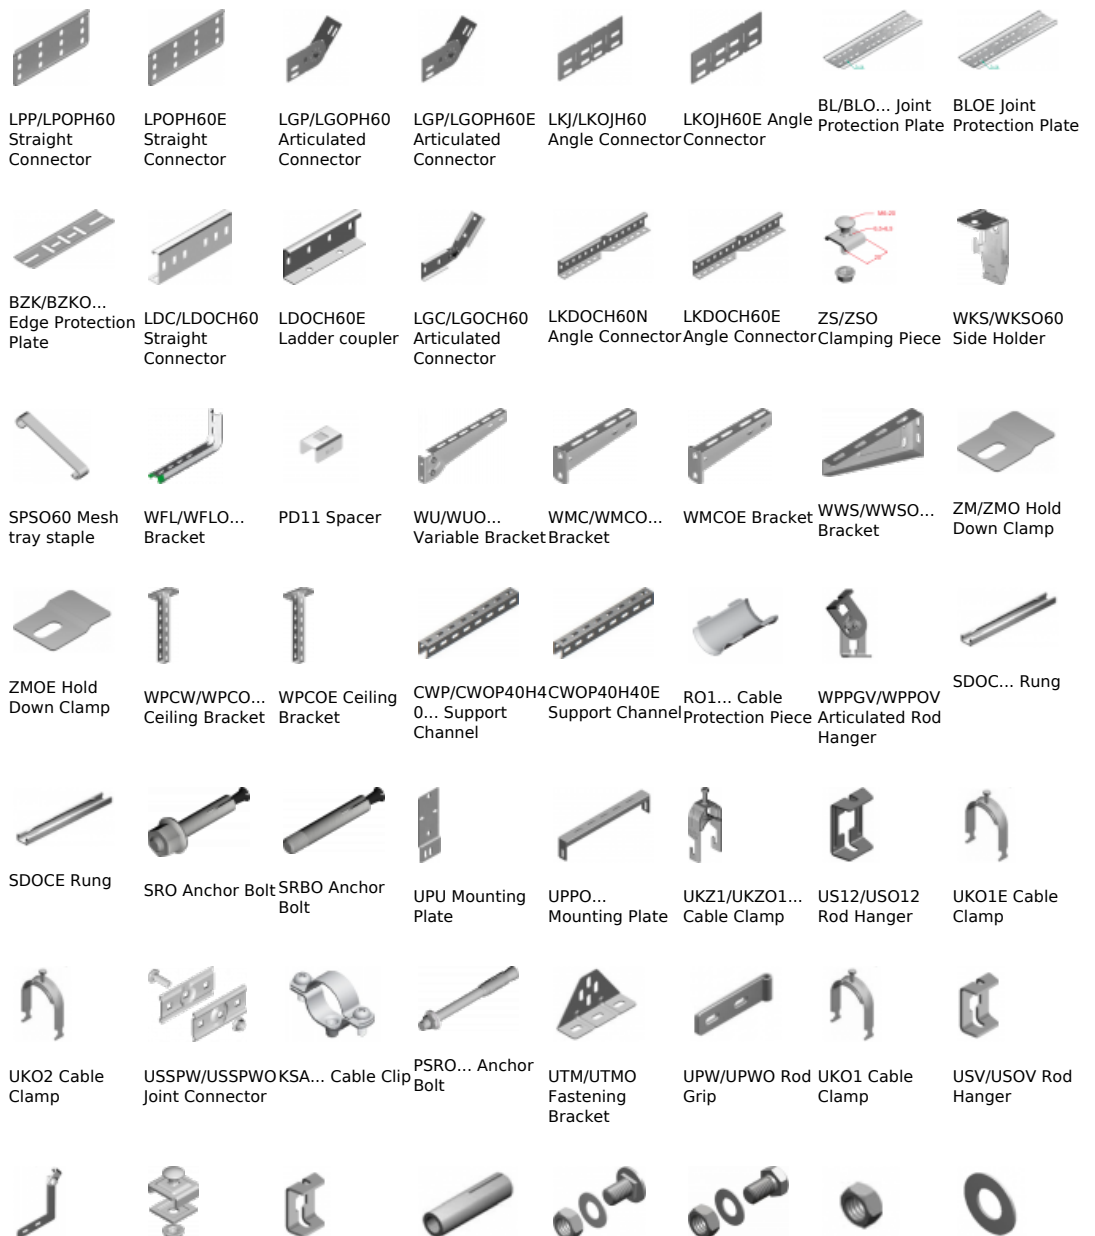 LPP/LPOPH60
Straight
Connector
LPOPH60E
Straight
Connector
LGP/LGOPH60
Articulated
Connector
LGP/LGOPH60E
Articulated
Connector
LKJ/LKOJH60
Angle Connector
LKOJH60E Angle
Connector
BL/BLO... Joint
Protection Plate
BLOE Joint
Protection Plate
BZK/BZKO...
Edge Protection
Plate
LDC/LDOCH60
Straight
Connector
LDOCH60E
Ladder coupler
LGC/LGOCH60
Articulated
Connector
LKDOCH60N
Angle Connector
LKDOCH60E
Angle Connector
ZS/ZSO
Clamping Piece
WKS/WKSO60
Side Holder
SPSO60 Mesh
tray staple
WFL/WFLO...
Bracket
PD11 Spacer
WU/WUO...
Variable Bracket
WMC/WMCO...
Bracket
WMCOE Bracket
WWS/WWSO...
Bracket
ZM/ZMO Hold
Down Clamp
ZMOE Hold
Down Clamp
WPCW/WPCO...
Ceiling Bracket
WPCOE Ceiling
Bracket
CWP/CWOP40H4
0... Support
Channel
CWOP40H40E
Support Channel
RO1... Cable
Protection Piece
WPPGV/WPPOV
Articulated Rod
Hanger
SDOC... Rung
SDOCE Rung
SRO Anchor Bolt
SRBO Anchor
Bolt
UPU Mounting
Plate
UPPO...
Mounting Plate
UKZ1/UKZO1...
Cable Clamp
US12/USO12
Rod Hanger
UKO1E Cable
Clamp
UKO2 Cable
Clamp
USSPW/USSPWO
Joint Connector
KSA... Cable Clip
PSRO... Anchor
Bolt
UTM/UTMO
Fastening
Bracket
UPW/UPWO Rod
Grip
UKO1 Cable
Clamp
USV/USOV Rod
Hanger